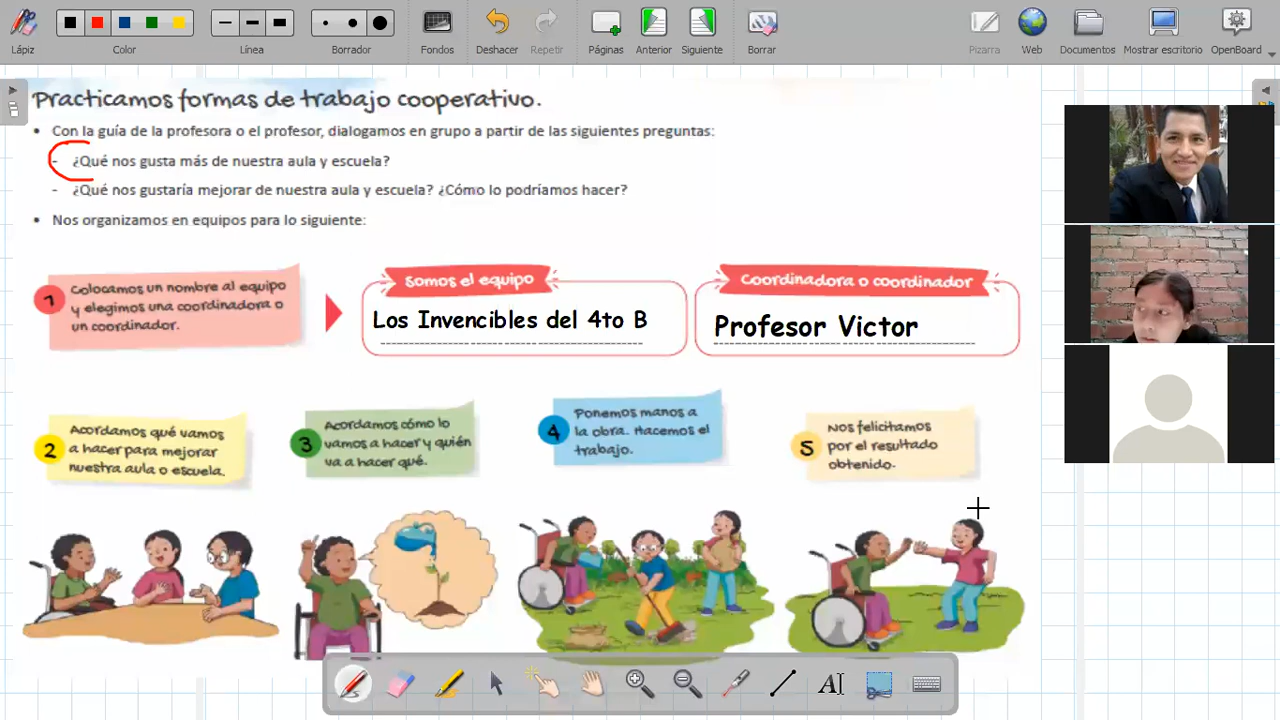 Lápiz
Color
Línea
Borrador
Fondos
Deshacer
Repetir
Páginas
Anterior
Siguiente
Borrar
Pizarra
Web
Documentos
Mostrar escritorio
OpenBoard
Practicamos formas de trabajo cooperativo.
• Con la guía de la profesora o el profesor, dialogamos en grupo a partir de las siguientes preguntas:
- ¿Qué nos gusta más de nuestra aula y escuela?
- ¿Qué nos gustaría mejorar de nuestra aula y escuela? ¿Cómo lo podríamos hacer?
• Nos organizamos en equipos para lo siguiente:
1
Colocamos un nombre al equipo
y elegimos una coordinadora o
un coordinador.
Somos el equipo
Los Invencibles del 4to B
Coordinadora o coordinador
Profesor Victor
2
Acordamos qué vamos
a hacer para mejorar
nuestra aula o escuela.
3
Acordamos cómo lo
vamos a hacer y quién
va a hacer qué.
4
Ponemos manos a
la obra. Hacemos el
trabajo.
5
Nos felicitamos
por el resultado
obtenido.
AI